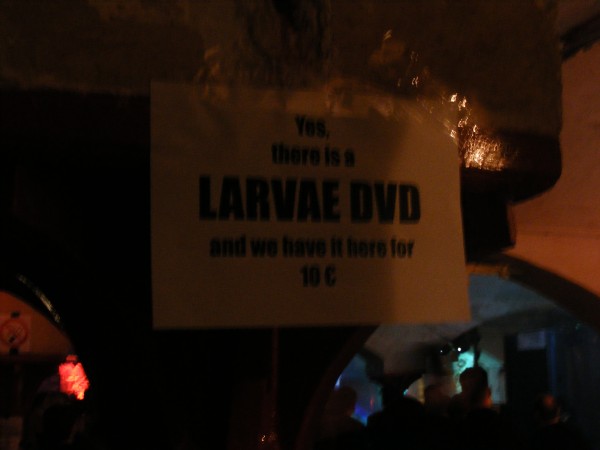 Yes,
there is a
LARVAE DVD
and we have it here for
10 €